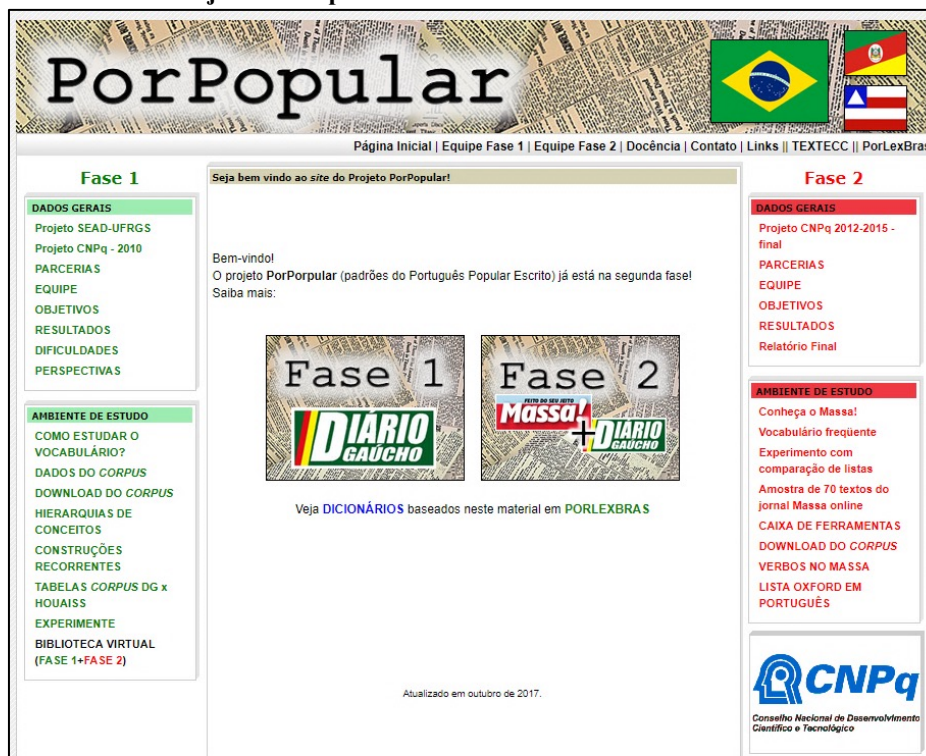 PorPopular
Página Inicial | Equipe Fase 1 | Equipe Fase 2 | Docência | Contato | Links || TEXTECC || PorLexBras
Fase 1
DADOS GERAIS
Projeto SEAD-UFRGS
Projeto CNPq - 2010
PARCERIAS
EQUIPE
OBJETIVOS
RESULTADOS
DIFICULDADES
PERSPECTIVAS
AMBIENTE DE ESTUDO
COMO ESTUDAR O
VOCABULÁRIO?
DADOS DO CORPUS
DOWNLOAD DO CORPUS
HIERARQUIAS DE
CONCEITOS
CONSTRUÇÕES
RECORRENTES
TABELAS CORPUS DG x
HOUAISS
EXPERIMENTE
BIBLIOTECA VIRTUAL
(FASE 1+FASE 2)
Seja bem vindo ao site do Projeto PorPopular!
Bem-vindo!
O projeto PorPorpular (padrões do Português Popular Escrito) já está na segunda fase!
Saiba mais:
Fase 1
DIÁRIO
GAÚCHO
Fase 2
FEITO DO SEU JEITO
Massa!
+
DIÁRIO
GAÚCHO
Veja DICIONÁRIOS baseados neste material em PORLEXBRAS
Atualizado em outubro de 2017.
Fase 2
DADOS GERAIS
Projeto CNPq 2012-2015 -
final
PARCERIAS
EQUIPE
OBJETIVOS
RESULTADOS
Relatório Final
AMBIENTE DE ESTUDO
Conheça o Massa!
Vocabulário freqüente
Experimento com
comparação de listas
Amostra de 70 textos do
jornal Massa online
CAIXA DE FERRAMENTAS
DOWNLOAD DO CORPUS
VERBOS NO MASSA
LISTA OXFORD EM
PORTUGUÊS
CNPq
Conselho Nacional de Desenvolvimento
Científico e Tecnológico